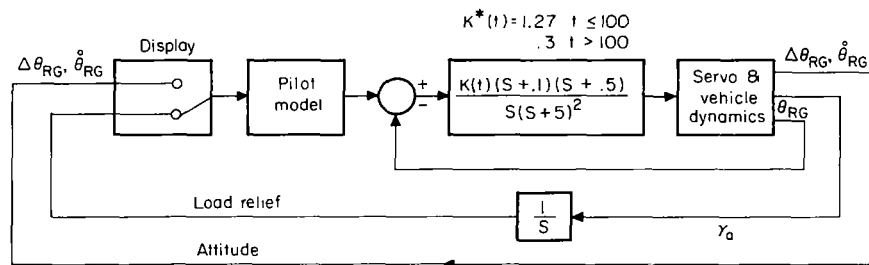 K*(t)=1.27 t ≤ 100
.3 t > 100
Display
Δθ_RG, θ̊_RG
Pilot
model
+
−
K(t)(S+.1)(S + .5)
S(S+5)²
Servo &
vehicle
dynamics
Δθ_RG, θ̊_RG
θ_RG
Load relief
1
S
γ_a
Attitude